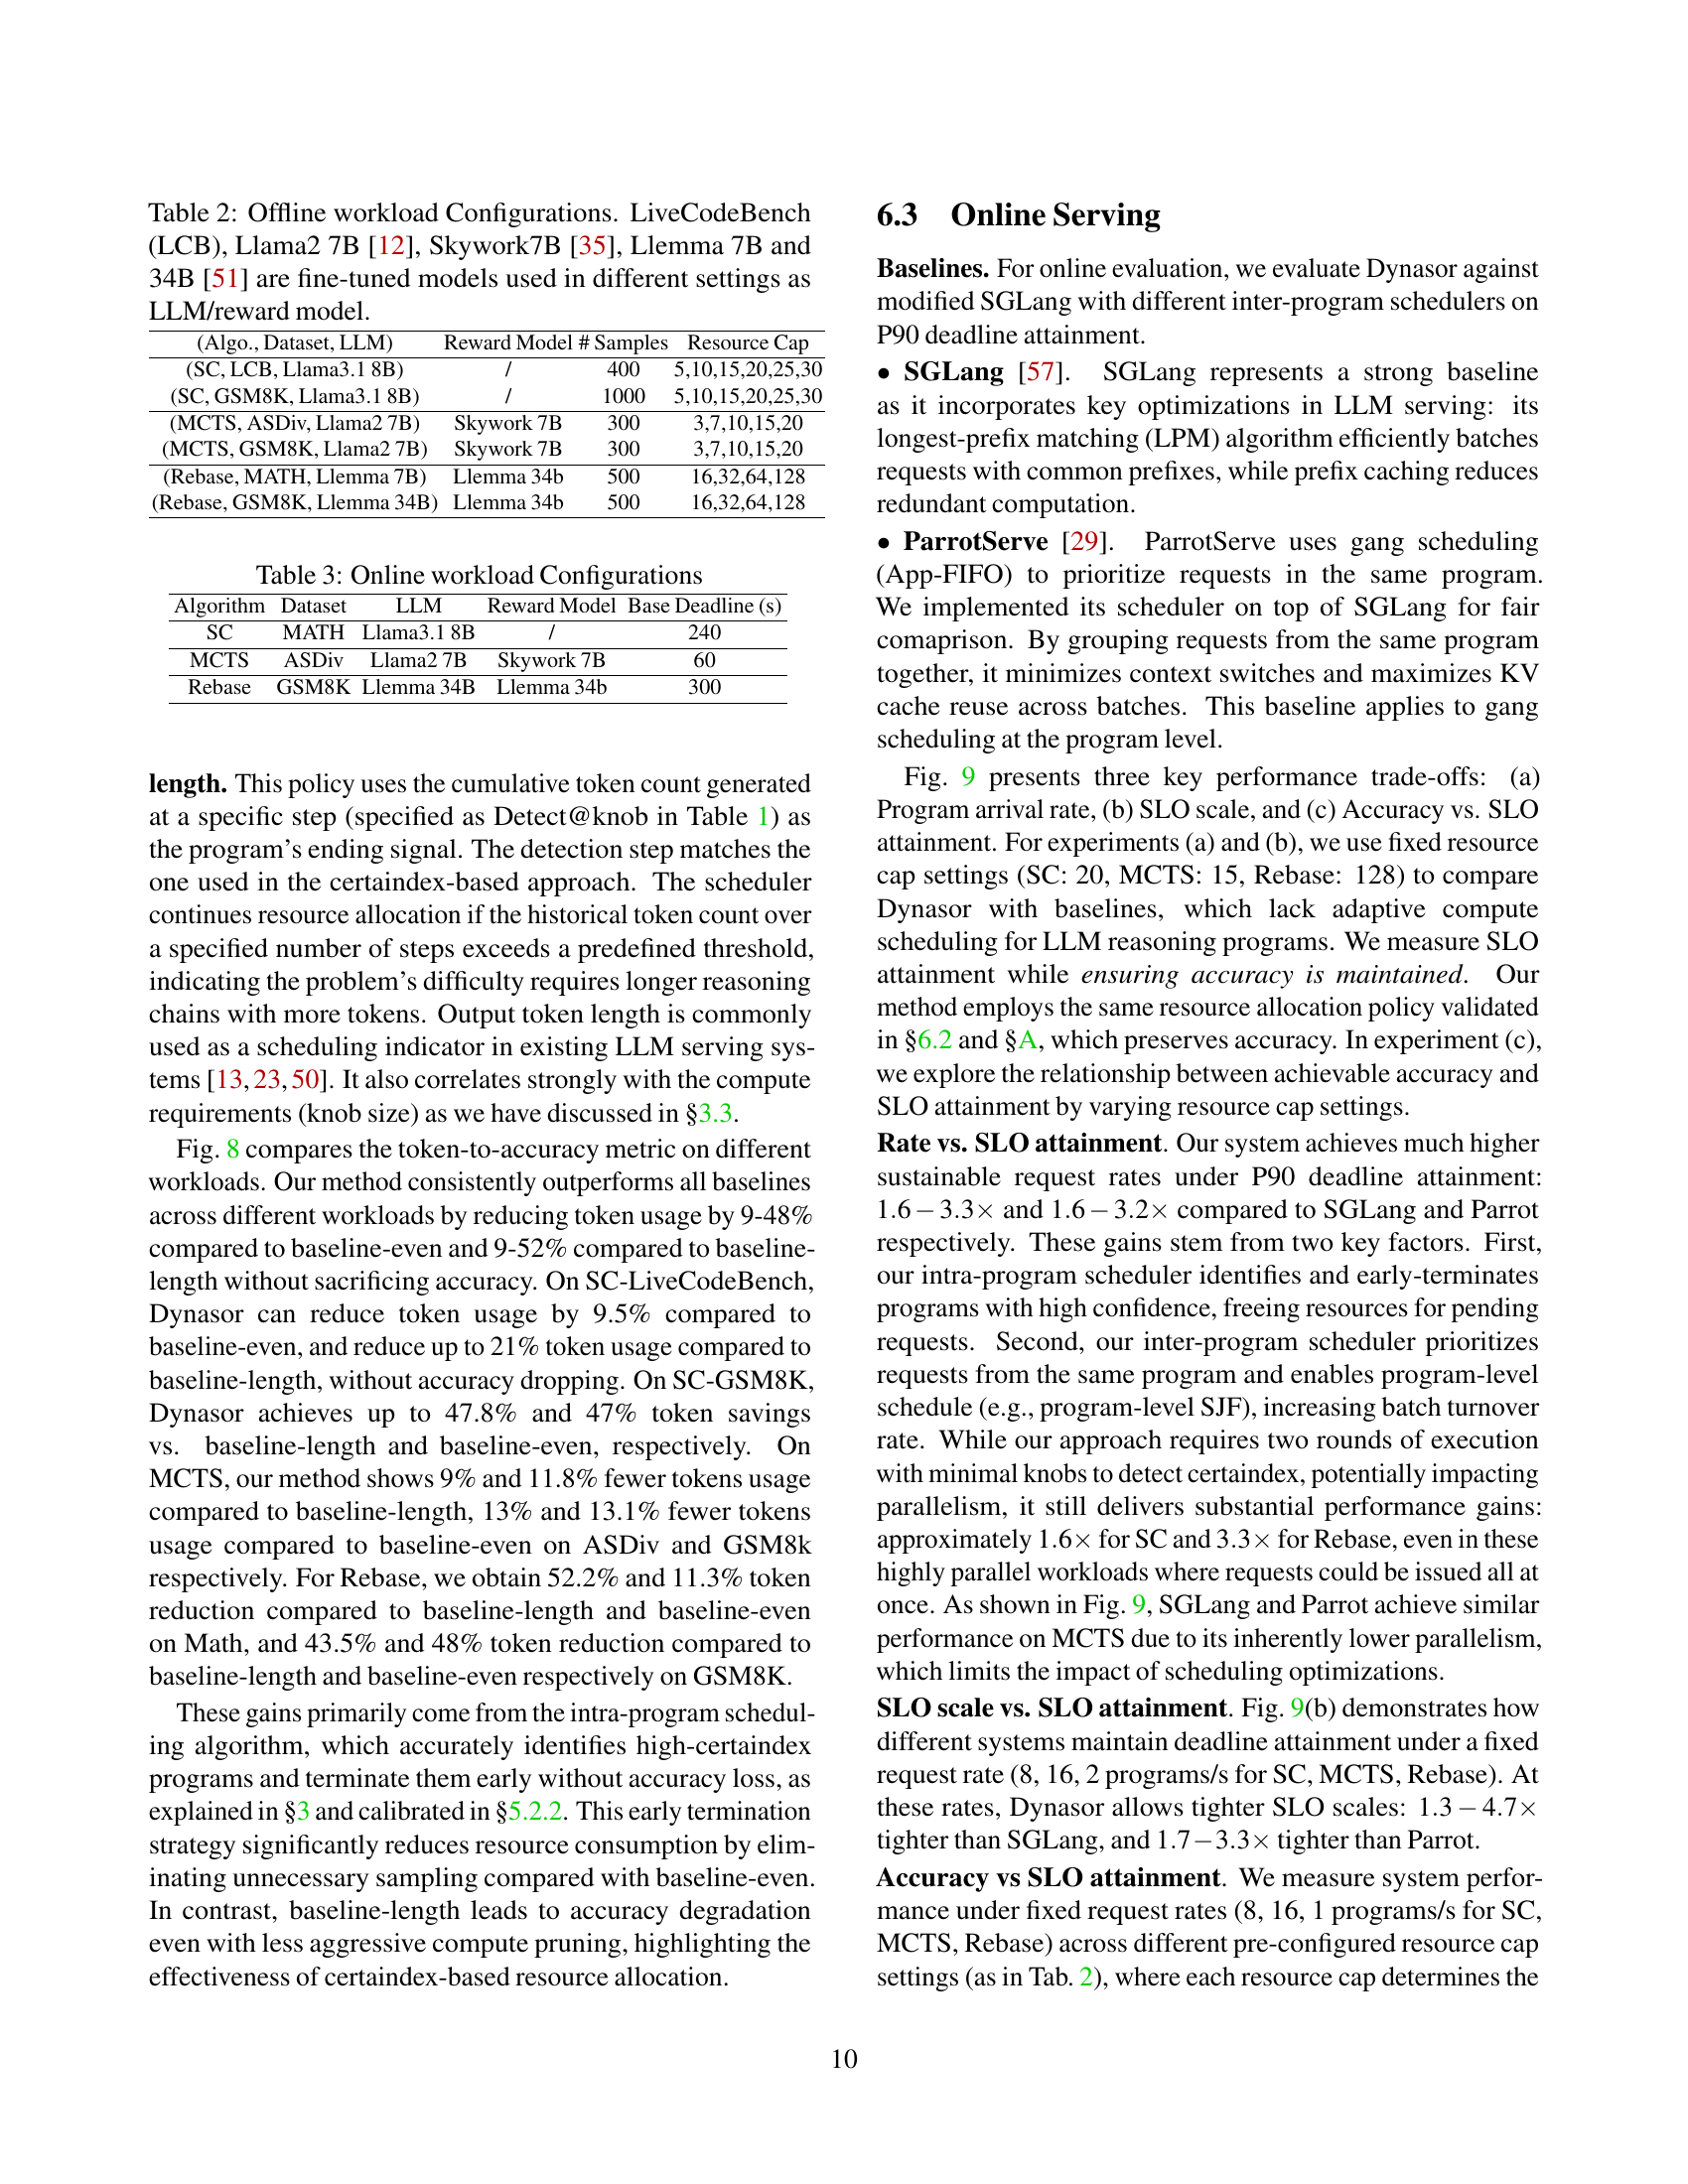 Table 2: Offline workload Configurations. LiveCodeBench
(LCB), Llama2 7B [12], Skywork7B [35], Llemma 7B and
34B [51] are fine-tuned models used in different settings as
LLM/reward model.
(Algo., Dataset, LLM) Reward Model # Samples Resource Cap
(SC, LCB, Llama3.1 8B) / 400 5,10,15,20,25,30
(SC, GSM8K, Llama3.1 8B) / 1000 5,10,15,20,25,30
(MCTS, ASDiv, Llama2 7B) Skywork 7B 300 3,7,10,15,20
(MCTS, GSM8K, Llama2 7B) Skywork 7B 300 3,7,10,15,20
(Rebase, MATH, Llemma 7B) Llemma 34b 500 16,32,64,128
(Rebase, GSM8K, Llemma 34B) Llemma 34b 500 16,32,64,128
Table 3: Online workload Configurations
Algorithm Dataset LLM Reward Model Base Deadline (s)
SC MATH Llama3.1 8B / 240
MCTS ASDiv Llama2 7B Skywork 7B 60
Rebase GSM8K Llemma 34B Llemma 34b 300
length. This policy uses the cumulative token count generated
at a specific step (specified as Detect@knob in Table 1) as
the program's ending signal. The detection step matches the
one used in the certaindex-based approach. The scheduler
continues resource allocation if the historical token count over
a specified number of steps exceeds a predefined threshold,
indicating the problem's difficulty requires longer reasoning
chains with more tokens. Output token length is commonly
used as a scheduling indicator in existing LLM serving sys-
tems [13, 23, 50]. It also correlates strongly with the compute
requirements (knob size) as we have discussed in §3.3.
Fig. 8 compares the token-to-accuracy metric on different
workloads. Our method consistently outperforms all baselines
across different workloads by reducing token usage by 9-48%
compared to baseline-even and 9-52% compared to baseline-
length without sacrificing accuracy. On SC-LiveCodeBench,
Dynasor can reduce token usage by 9.5% compared to
baseline-even, and reduce up to 21% token usage compared to
baseline-length, without accuracy dropping. On SC-GSM8K,
Dynasor achieves up to 47.8% and 47% token savings
vs. baseline-length and baseline-even, respectively. On
MCTS, our method shows 9% and 11.8% fewer tokens usage
compared to baseline-length, 13% and 13.1% fewer tokens
usage compared to baseline-even on ASDiv and GSM8k
respectively. For Rebase, we obtain 52.2% and 11.3% token
reduction compared to baseline-length and baseline-even
on Math, and 43.5% and 48% token reduction compared to
baseline-length and baseline-even respectively on GSM8K.
These gains primarily come from the intra-program schedul-
ing algorithm, which accurately identifies high-certaindex
programs and terminate them early without accuracy loss, as
explained in §3 and calibrated in §5.2.2. This early termination
strategy significantly reduces resource consumption by elim-
inating unnecessary sampling compared with baseline-even.
In contrast, baseline-length leads to accuracy degradation
even with less aggressive compute pruning, highlighting the
effectiveness of certaindex-based resource allocation.
6.3 Online Serving
Baselines. For online evaluation, we evaluate Dynasor against
modified SGLang with different inter-program schedulers on
P90 deadline attainment.
• SGLang [57]. SGLang represents a strong baseline
as it incorporates key optimizations in LLM serving: its
longest-prefix matching (LPM) algorithm efficiently batches
requests with common prefixes, while prefix caching reduces
redundant computation.
• ParrotServe [29]. ParrotServe uses gang scheduling
(App-FIFO) to prioritize requests in the same program.
We implemented its scheduler on top of SGLang for fair
comaprison. By grouping requests from the same program
together, it minimizes context switches and maximizes KV
cache reuse across batches. This baseline applies to gang
scheduling at the program level.
Fig. 9 presents three key performance trade-offs: (a)
Program arrival rate, (b) SLO scale, and (c) Accuracy vs. SLO
attainment. For experiments (a) and (b), we use fixed resource
cap settings (SC: 20, MCTS: 15, Rebase: 128) to compare
Dynasor with baselines, which lack adaptive compute
scheduling for LLM reasoning programs. We measure SLO
attainment while ensuring accuracy is maintained. Our
method employs the same resource allocation policy validated
in §6.2 and §A, which preserves accuracy. In experiment (c),
we explore the relationship between achievable accuracy and
SLO attainment by varying resource cap settings.
Rate vs. SLO attainment. Our system achieves much higher
sustainable request rates under P90 deadline attainment:
1.6 − 3.3× and 1.6 − 3.2× compared to SGLang and Parrot
respectively. These gains stem from two key factors. First,
our intra-program scheduler identifies and early-terminates
programs with high confidence, freeing resources for pending
requests. Second, our inter-program scheduler prioritizes
requests from the same program and enables program-level
schedule (e.g., program-level SJF), increasing batch turnover
rate. While our approach requires two rounds of execution
with minimal knobs to detect certaindex, potentially impacting
parallelism, it still delivers substantial performance gains:
approximately 1.6× for SC and 3.3× for Rebase, even in these
highly parallel workloads where requests could be issued all at
once. As shown in Fig. 9, SGLang and Parrot achieve similar
performance on MCTS due to its inherently lower parallelism,
which limits the impact of scheduling optimizations.
SLO scale vs. SLO attainment. Fig. 9(b) demonstrates how
different systems maintain deadline attainment under a fixed
request rate (8, 16, 2 programs/s for SC, MCTS, Rebase). At
these rates, Dynasor allows tighter SLO scales: 1.3 − 4.7×
tighter than SGLang, and 1.7−3.3× tighter than Parrot.
Accuracy vs SLO attainment. We measure system perfor-
mance under fixed request rates (8, 16, 1 programs/s for SC,
MCTS, Rebase) across different pre-configured resource cap
settings (as in Tab. 2), where each resource cap determines the
10